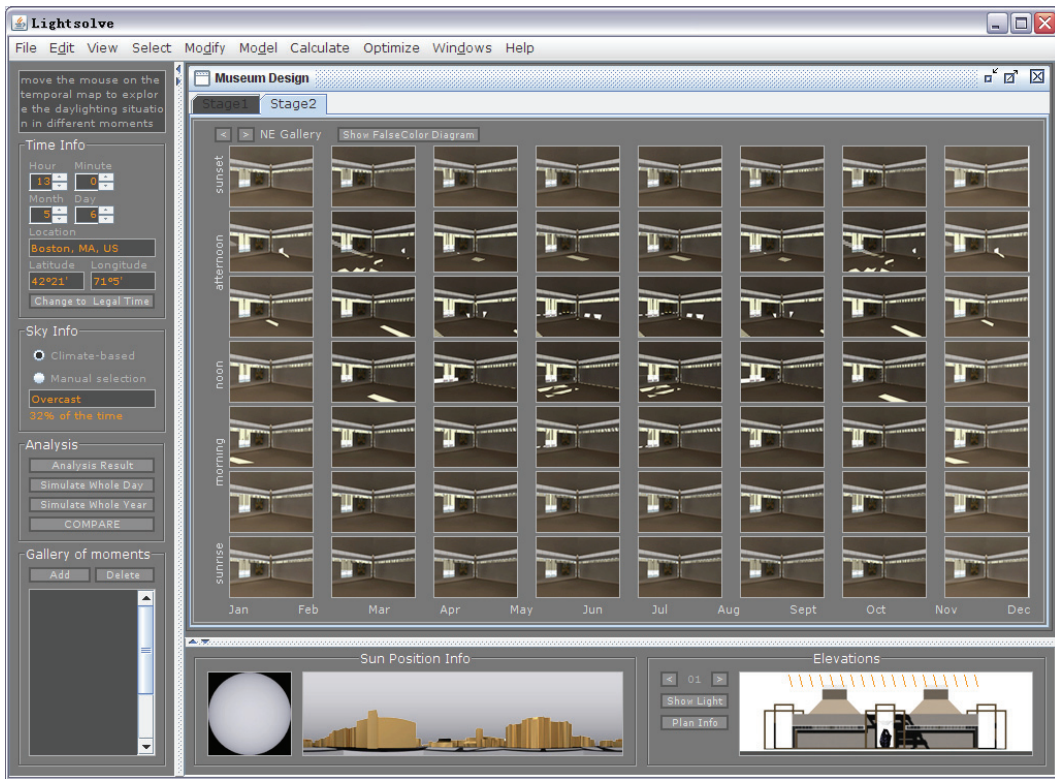 Lightsolve
File Edit View Select Modify Model Calculate Optimize Windows Help
move the mouse on the
temporal map to explor
e the daylighting situatio
n in different moments
Time Info
Hour Minute
13 0
Month Day
5 6
Location
Boston, MA, US
Latitude Longitude
42º21' 71º5'
Change to Legal Time
Sky Info
Climate-based
Manual selection
Overcast
32% of the time
Analysis
Analysis Result
Simulate Whole Day
Simulate Whole Year
COMPARE
Gallery of moments
Add Delete
Museum Design
Stage1 Stage2
< > NE Gallery Show FalseColor Diagram
sunset
afternoon
noon
morning
sunrise
Jan Feb Mar Apr May Jun Jul Aug Sept Oct Nov Dec
Sun Position Info
Elevations
< 01 >
Show Light
Plan Info